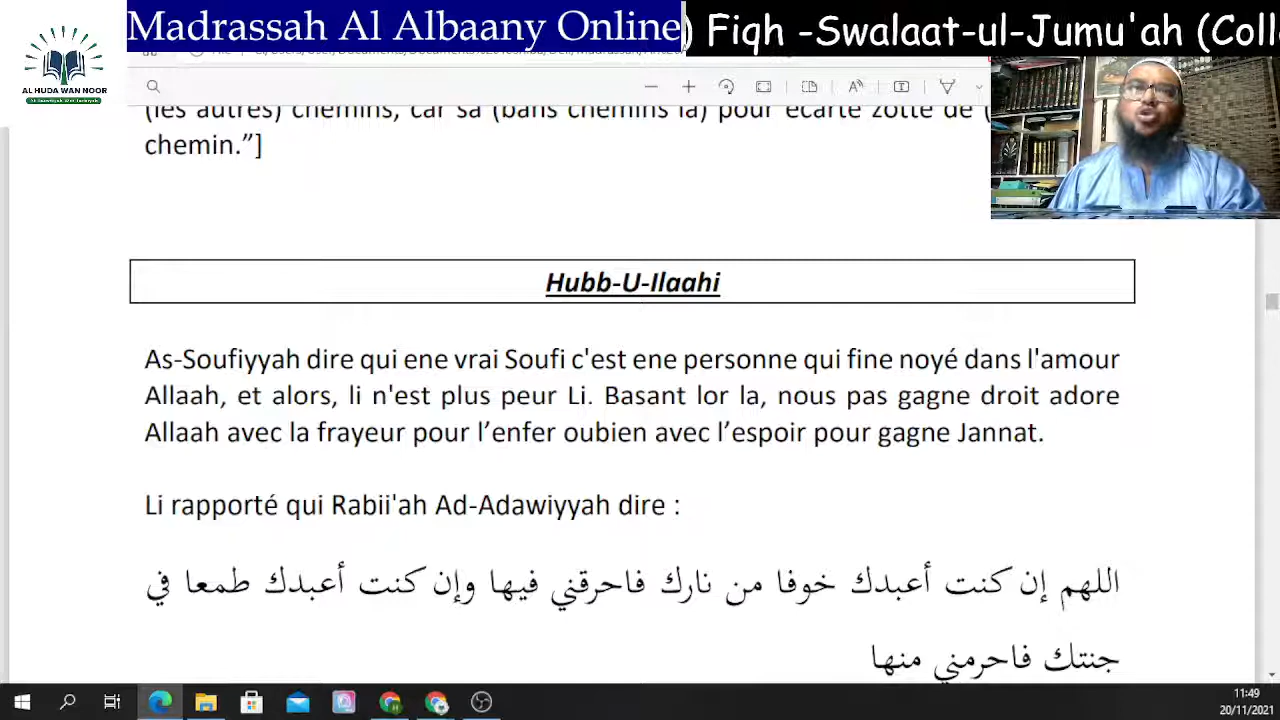 Madrassah Al Albaany Online
) Fiqh -Swalaat-ul-Jumu'ah (Coll
AL HUDA WAN NOOR
(les autres) chemins, car sa (bans chemins la) pour écarte zotte de (
chemin.”]
Hubb-U-Ilaahi
As-Soufiyyah dire qui ene vrai Soufi c'est ene personne qui fine noyé dans l'amour
Allaah, et alors, li n'est plus peur Li. Basant lor la, nous pas gagne droit adore
Allaah avec la frayeur pour l’enfer oubien avec l’espoir pour gagne Jannat.
Li rapporté qui Rabii'ah Ad-Adawiyyah dire :
اللهم إن كنت أعبدك خوفا من نارك فاحرقني فيها وإن كنت أعبدك طمعا في
جنتك فاحرمني منها
11:49
20/11/2021